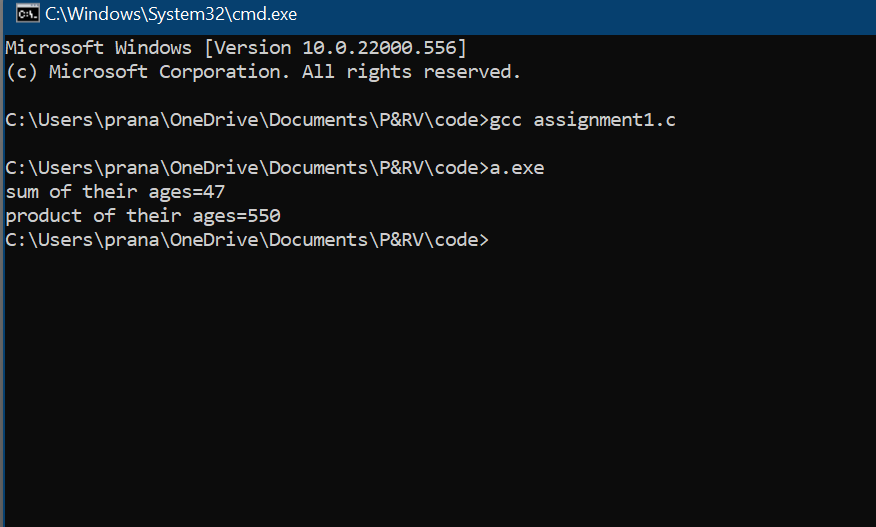 C:\Windows\System32\cmd.exe
Microsoft Windows [Version 10.0.22000.556]
(c) Microsoft Corporation. All rights reserved.
C:\Users\prana\OneDrive\Documents\P&RV\code>gcc assignment1.c
C:\Users\prana\OneDrive\Documents\P&RV\code>a.exe
sum of their ages=47
product of their ages=550
C:\Users\prana\OneDrive\Documents\P&RV\code>